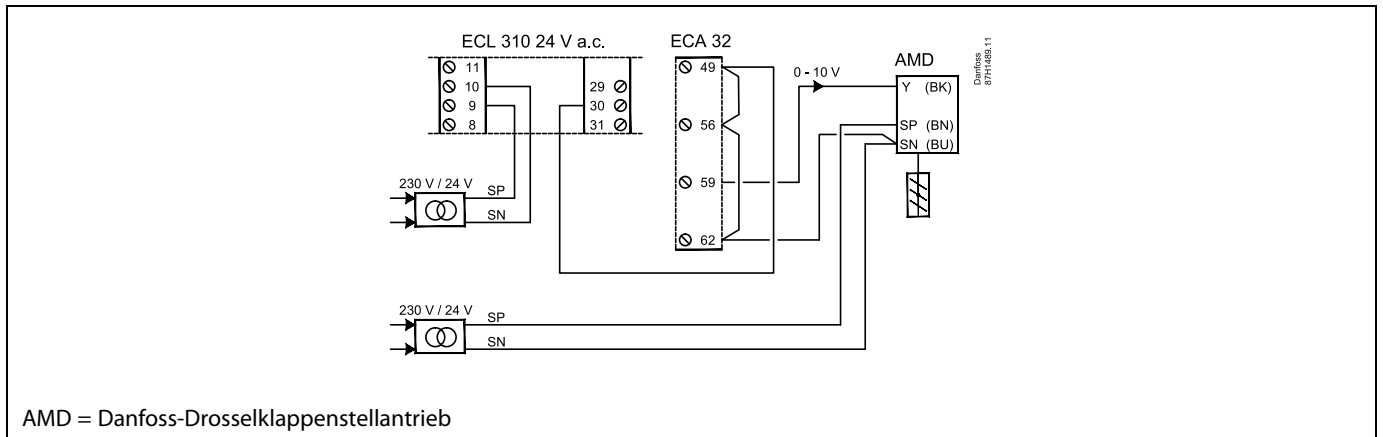 ECL 310 24 V a.c.
11
10
9
8
29
30
31
ECA 32
49
56
59
62
0 - 10 V
AMD
Y (BK)
SP (BN)
SN (BU)
Danfoss
87H1489.11
230 V / 24 V
SP
SN
230 V / 24 V
SP
SN
AMD = Danfoss-Drosselklappenstellantrieb